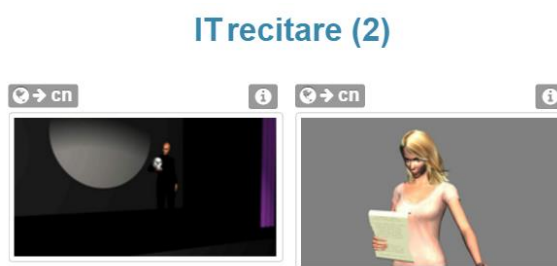 IT recitare (2)
→ cn
→ cn